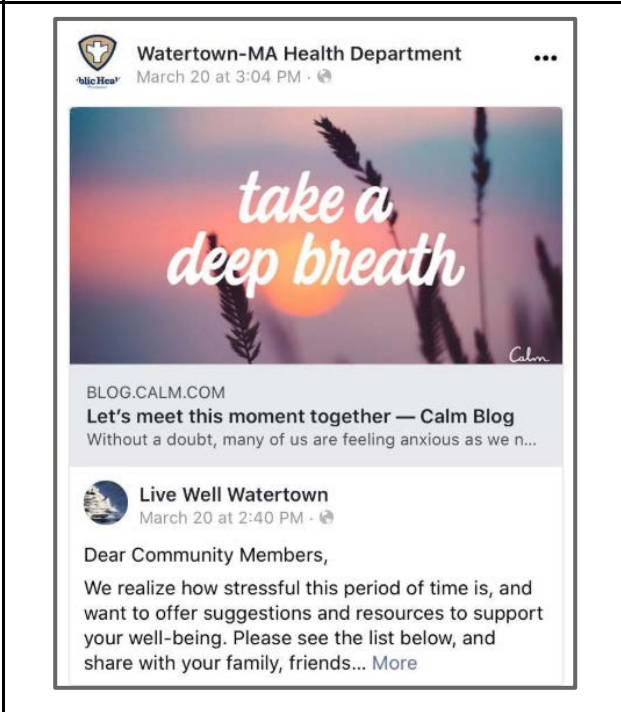 Watertown-MA Health Department
March 20 at 3:04 PM ·
take a
deep breath
Calm
BLOG.CALM.COM
Let's meet this moment together — Calm Blog
Without a doubt, many of us are feeling anxious as we n...
Live Well Watertown
March 20 at 2:40 PM ·
Dear Community Members,
We realize how stressful this period of time is, and
want to offer suggestions and resources to support
your well-being. Please see the list below, and
share with your family, friends... More